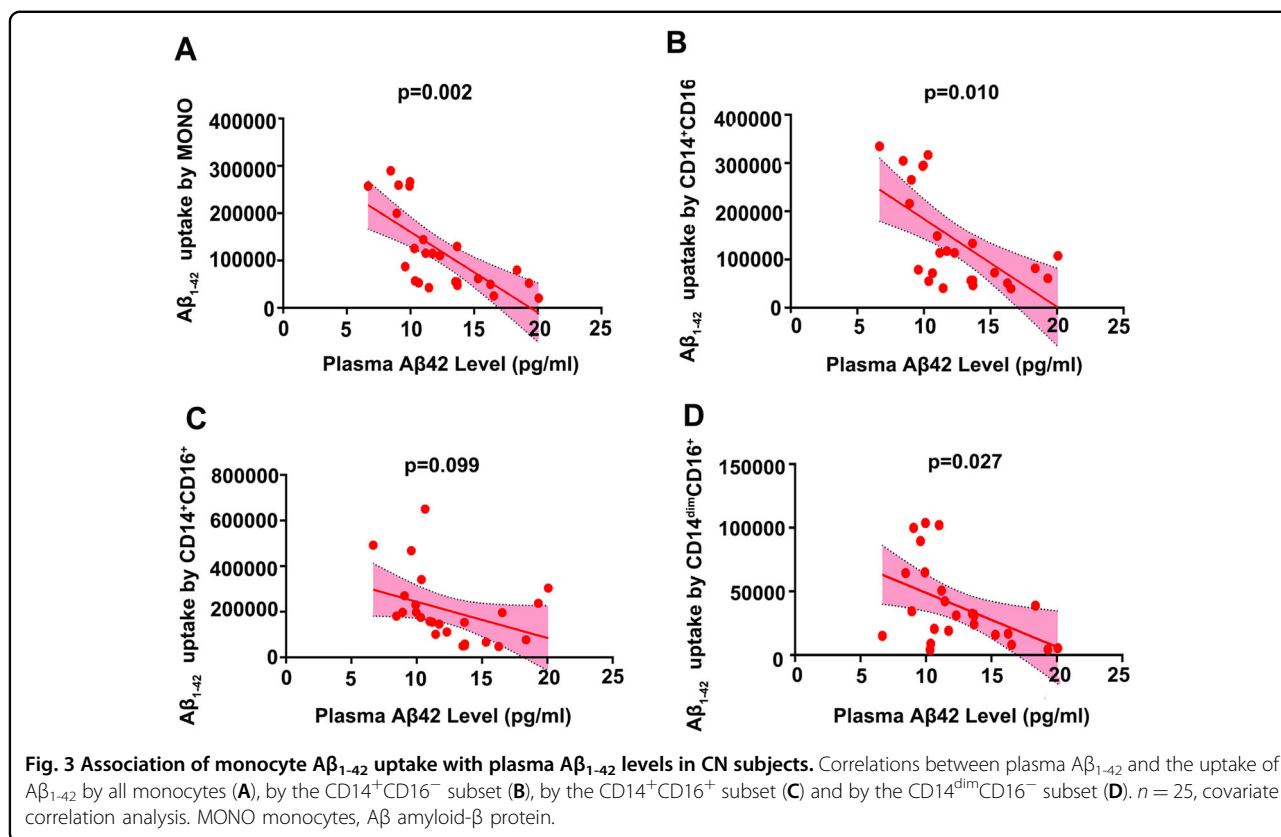 A
p=0.002
Aβ₁₋₄₂ uptake by MONO
400000
300000
200000
100000
0
0 5 10 15 20 25
Plasma Aβ42 Level (pg/ml)
B
p=0.010
Aβ₁₋₄₂ upatake by CD14⁺CD16
400000
300000
200000
100000
0
0 5 10 15 20 25
Plasma Aβ42 Level (pg/ml)
C
p=0.099
Aβ₁₋₄₂ uptake by CD14⁺CD16⁺
800000
600000
400000
200000
0
0 5 10 15 20 25
Plasma Aβ42 Level (pg/ml)
D
p=0.027
Aβ₁₋₄₂ uptake by CD14ᵈⁱᵐCD16⁺
150000
100000
50000
0
0 5 10 15 20 25
Plasma Aβ42 Level (pg/ml)
Fig. 3 Association of monocyte Aβ₁₋₄₂ uptake with plasma Aβ₁₋₄₂ levels in CN subjects. Correlations between plasma Aβ₁₋₄₂ and the uptake of
Aβ₁₋₄₂ by all monocytes (A), by the CD14⁺CD16⁻ subset (B), by the CD14⁺CD16⁺ subset (C) and by the CD14ᵈⁱᵐCD16⁻ subset (D). n = 25, covariate
correlation analysis. MONO monocytes, Aβ amyloid-β protein.